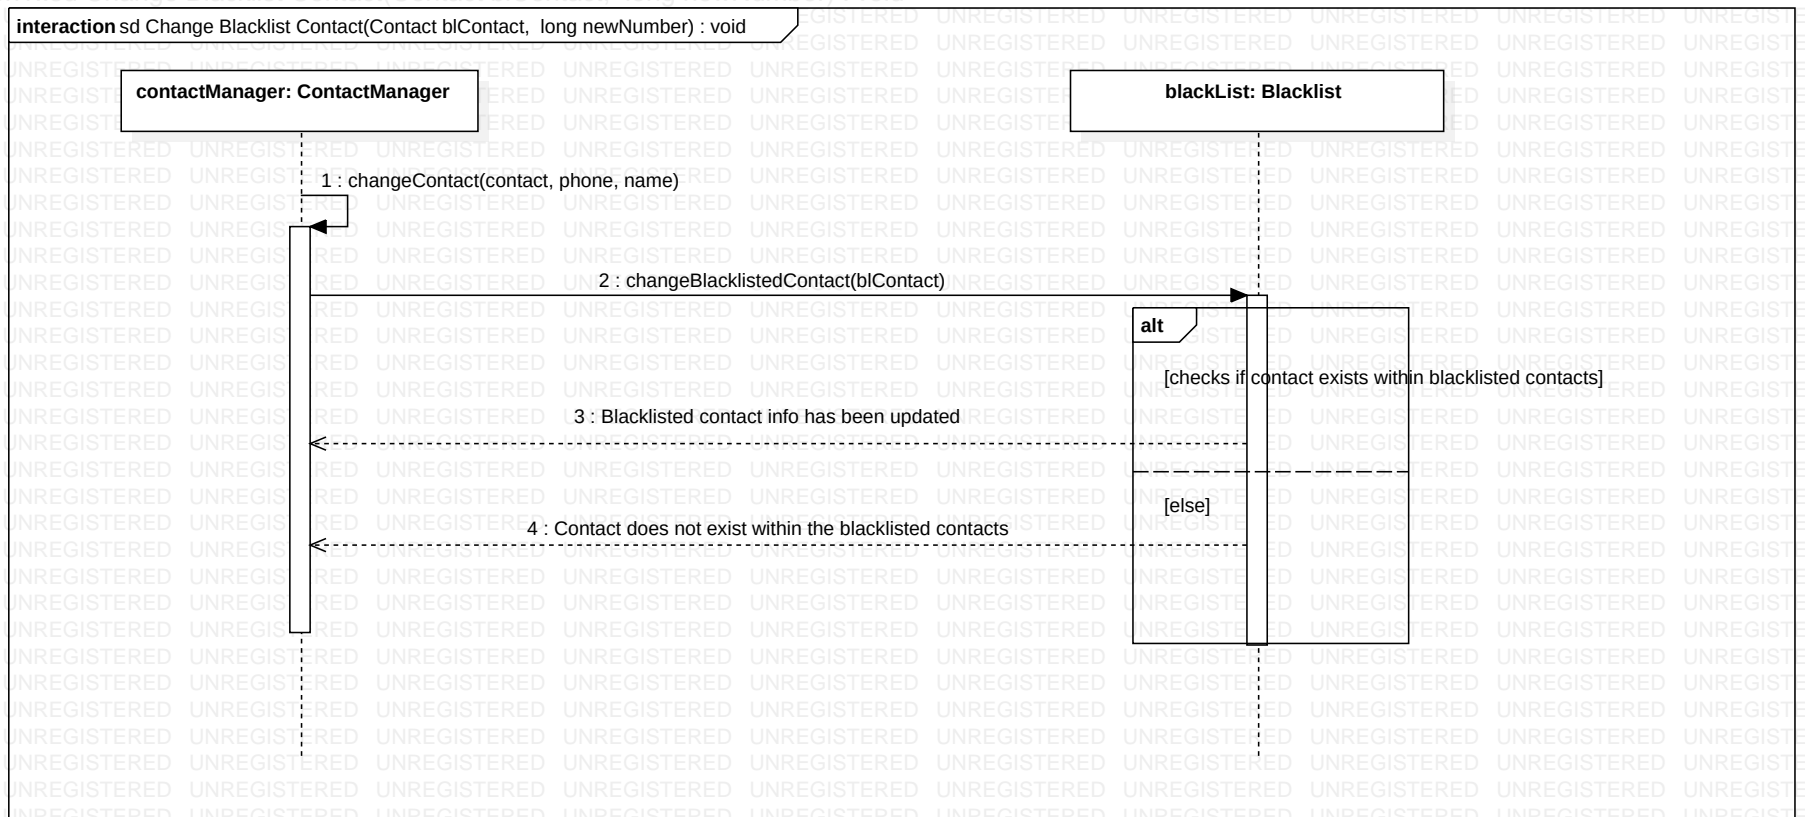 interaction sd Change Blacklist Contact(Contact blContact, long newNumber) : void
contactManager: ContactManager
blackList: Blacklist
1 : changeContact(contact, phone, name)
2 : changeBlacklistedContact(blContact)
alt
[checks if contact exists within blacklisted contacts]
3 : Blacklisted contact info has been updated
[else]
4 : Contact does not exist within the blacklisted contacts
UNREGISTERED